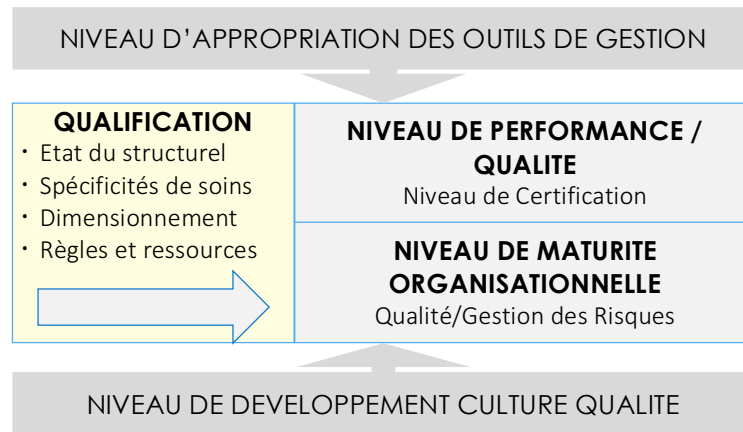 NIVEAU D’APPROPRIATION DES OUTILS DE GESTION
QUALIFICATION
· Etat du structurel
· Spécificités de soins
· Dimensionnement
· Règles et ressources
NIVEAU DE PERFORMANCE /
QUALITE
Niveau de Certification
NIVEAU DE MATURITE
ORGANISATIONNELLE
Qualité/Gestion des Risques
NIVEAU DE DEVELOPPEMENT CULTURE QUALITE